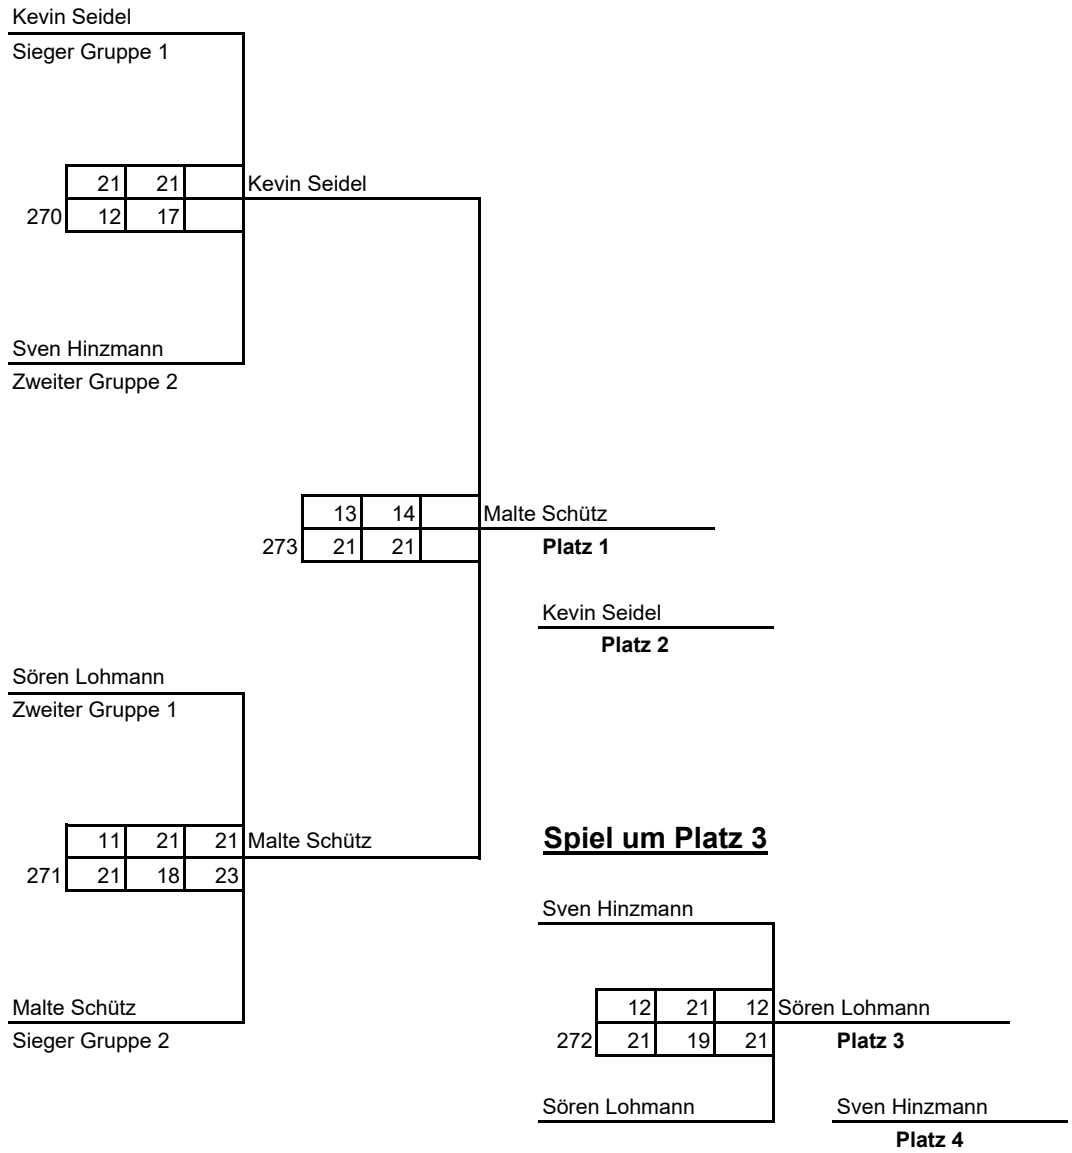 Kevin Seidel
Sieger Gruppe 1
21 21 Kevin Seidel
270 12 17
Sven Hinzmann
Zweiter Gruppe 2
13 14 Malte Schütz
273 21 21 Platz 1
Kevin Seidel
Platz 2
Sören Lohmann
Zweiter Gruppe 1
11 21 21 Malte Schütz
271 21 18 23
Malte Schütz
Sieger Gruppe 2
Spiel um Platz 3
Sven Hinzmann
12 21 12 Sören Lohmann
272 21 19 21 Platz 3
Sören Lohmann
Sven Hinzmann
Platz 4